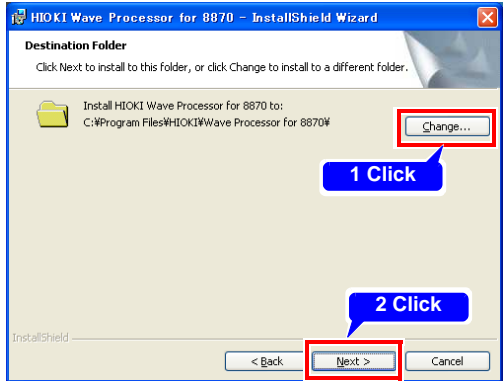 HIOKI Wave Processor for 8870 - InstallShield Wizard
Destination Folder
Click Next to install to this folder, or click Change to install to a different folder.
Install HIOKI Wave Processor for 8870 to:
C:¥Program Files¥HIOKI¥Wave Processor for 8870¥
Change...
1 Click
2 Click
InstallShield
< Back
Next >
Cancel